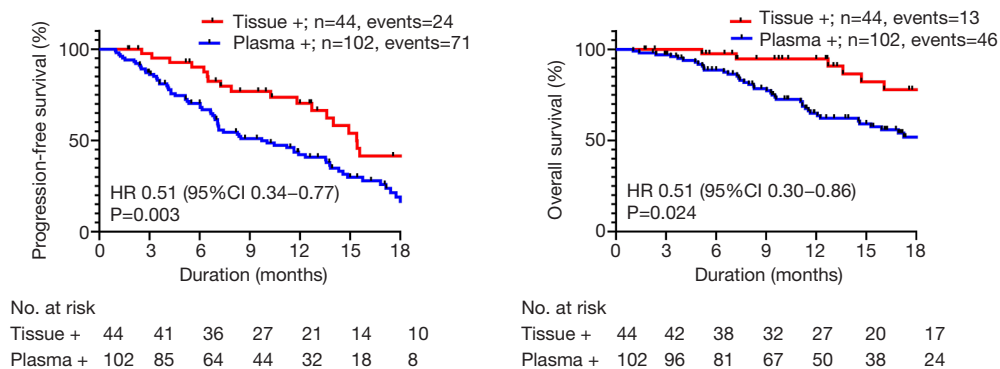 Tissue +; n=44, events=24
Plasma +; n=102, events=71
Progression-free survival (%)
100
50
0
HR 0.51 (95%CI 0.34–0.77)
P=0.003
0 3 6 9 12 15 18
Duration (months)
No. at risk
Tissue + 44 41 36 27 21 14 10
Plasma + 102 85 64 44 32 18 8
Tissue +; n=44, events=13
Plasma +; n=102, events=46
Overall survival (%)
100
50
0
HR 0.51 (95%CI 0.30–0.86)
P=0.024
0 3 6 9 12 15 18
Duration (months)
No. at risk
Tissue + 44 42 38 32 27 20 17
Plasma + 102 96 81 67 50 38 24